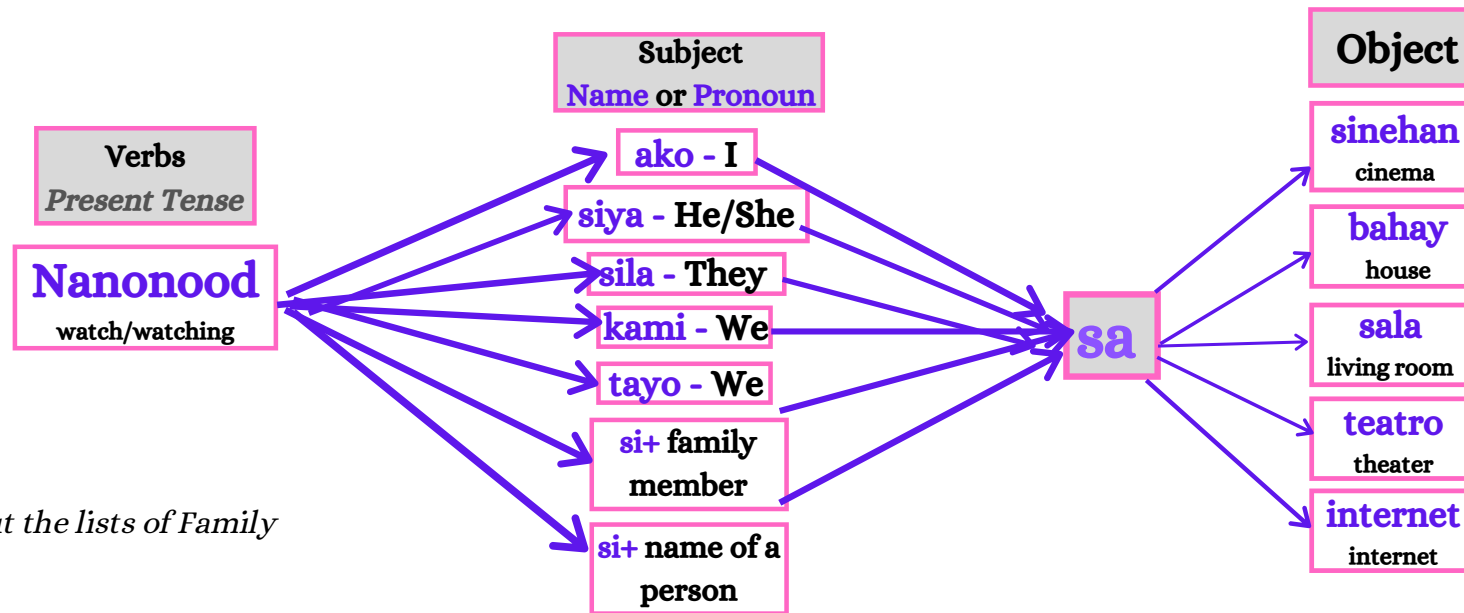 Subject
Name or Pronoun
Object
Verbs
Present Tense
Nanonood
watch/watching
ako - I
siya - He/She
sila - They
kami - We
tayo - We
si+ family
member
si+ name of a
person
sa
sinehan
cinema
bahay
house
sala
living room
teatro
theater
internet
internet
the lists of Family